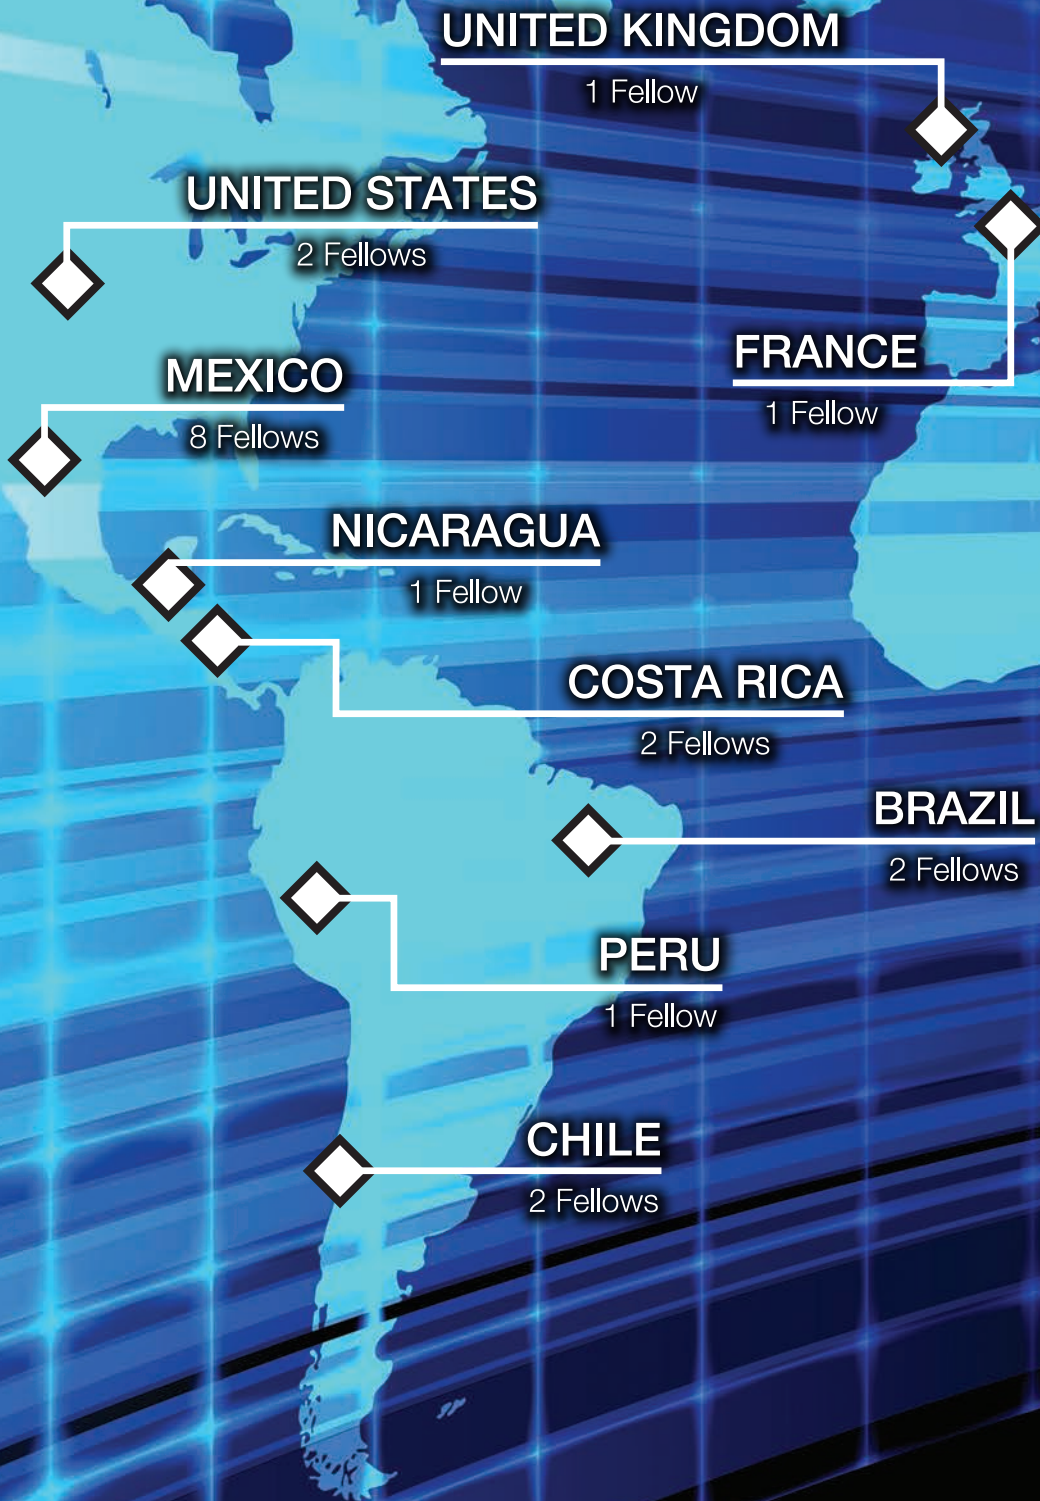 UNITED KINGDOM
1 Fellow
UNITED STATES
2 Fellows
FRANCE
1 Fellow
MEXICO
8 Fellows
NICARAGUA
1 Fellow
COSTA RICA
2 Fellows
BRAZIL
2 Fellows
PERU
1 Fellow
CHILE
2 Fellows